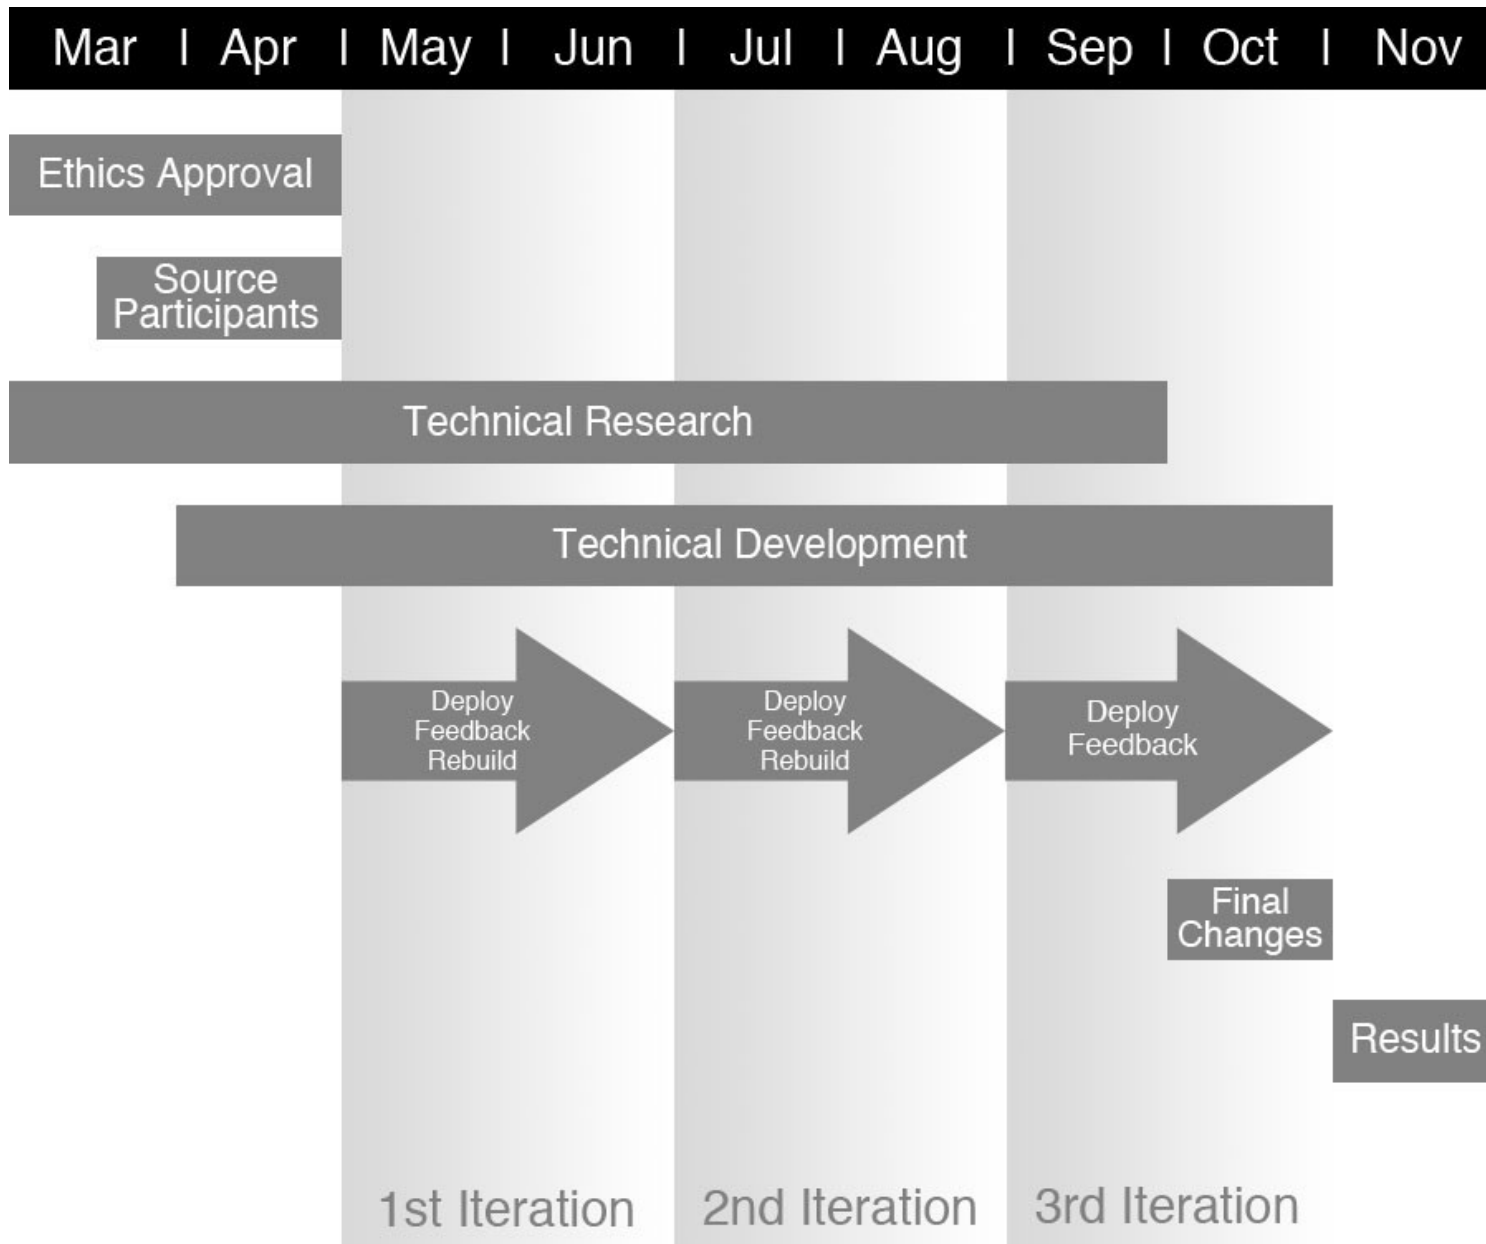 Mar | Apr | May | Jun | Jul | Aug | Sep | Oct | Nov
Ethics Approval
Source
Participants
Technical Research
Technical Development
Deploy
Feedback
Rebuild
Deploy
Feedback
Rebuild
Deploy
Feedback
Final
Changes
Results
1st Iteration
2nd Iteration
3rd Iteration